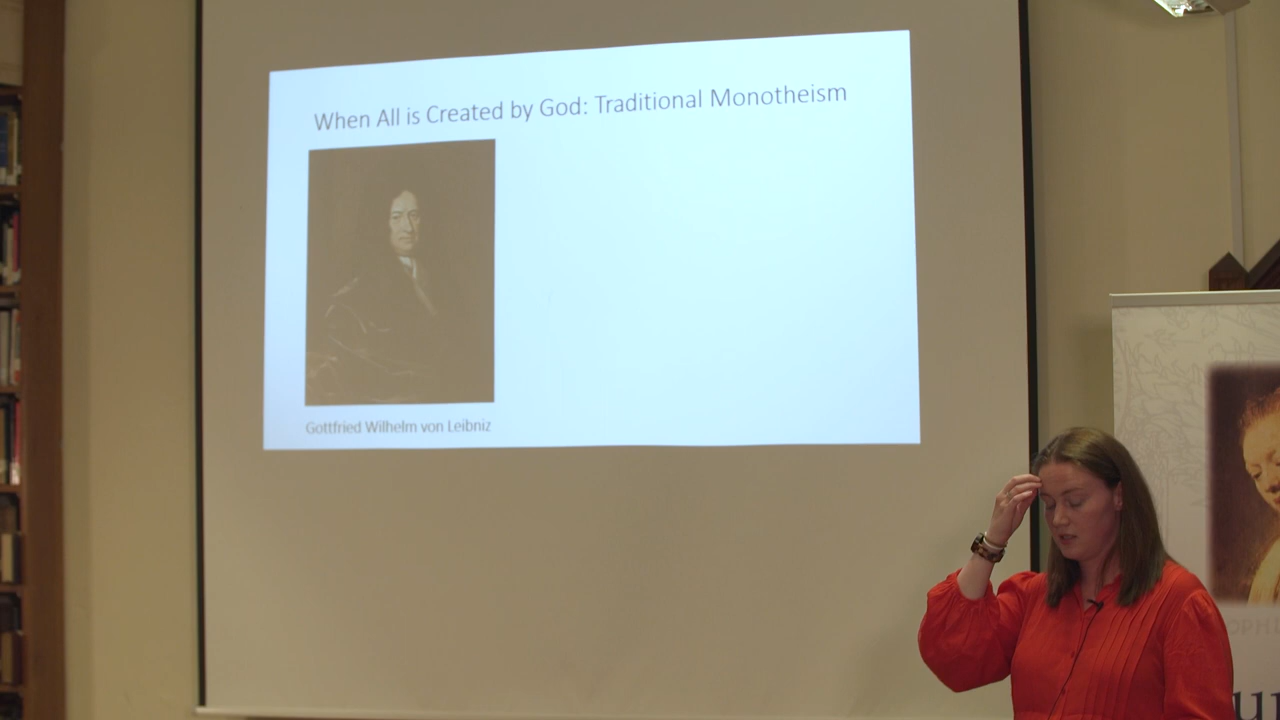 When All is Created by God: Traditional Monotheism
Gottfried Wilhelm von Leibniz